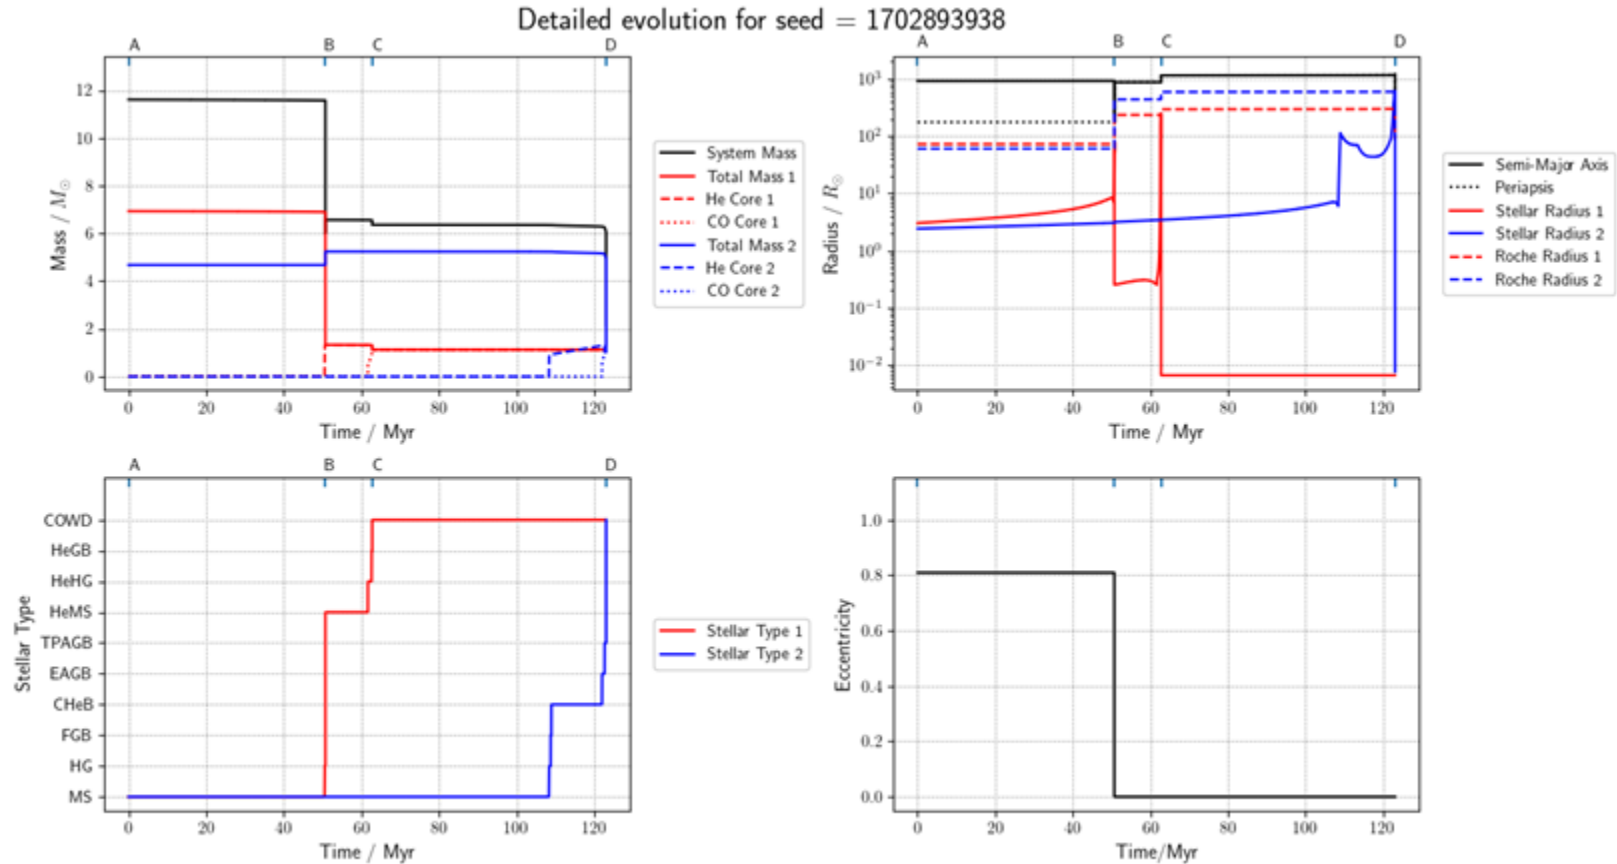 Detailed evolution for seed = 1702893938
A B C D
12
10
8
6
4
2
0
Mass / M⊙
0 20 40 60 80 100 120
Time / Myr
System Mass
Total Mass 1
He Core 1
CO Core 1
Total Mass 2
He Core 2
CO Core 2
A B C D
10³
10²
10¹
10⁰
10⁻¹
10⁻²
Radius / R⊙
0 20 40 60 80 100 120
Time / Myr
Semi-Major Axis
Periapsis
Stellar Radius 1
Stellar Radius 2
Roche Radius 1
Roche Radius 2
A B C D
COWD
HeGB
HeHG
HeMS
TPAGB
EAGB
CHeB
FGB
HG
MS
Stellar Type
0 20 40 60 80 100 120
Time / Myr
Stellar Type 1
Stellar Type 2
1.0
0.8
0.6
0.4
0.2
0.0
Eccentricity
0 20 40 60 80 100 120
Time/Myr